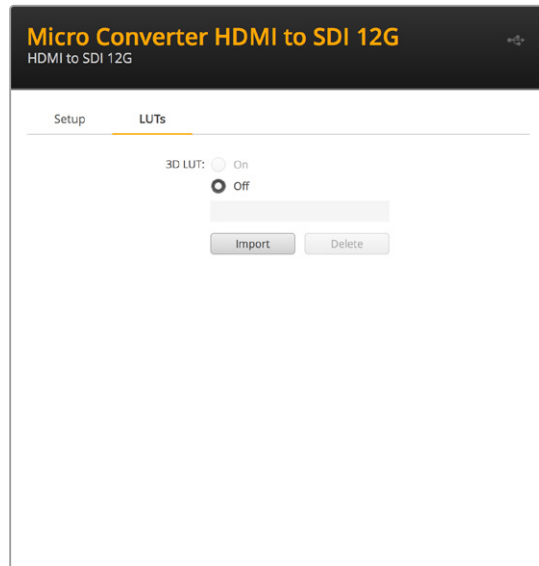 Micro Converter HDMI to SDI 12G
HDMI to SDI 12G
Setup LUTs
3D LUT: On
Off
Import Delete